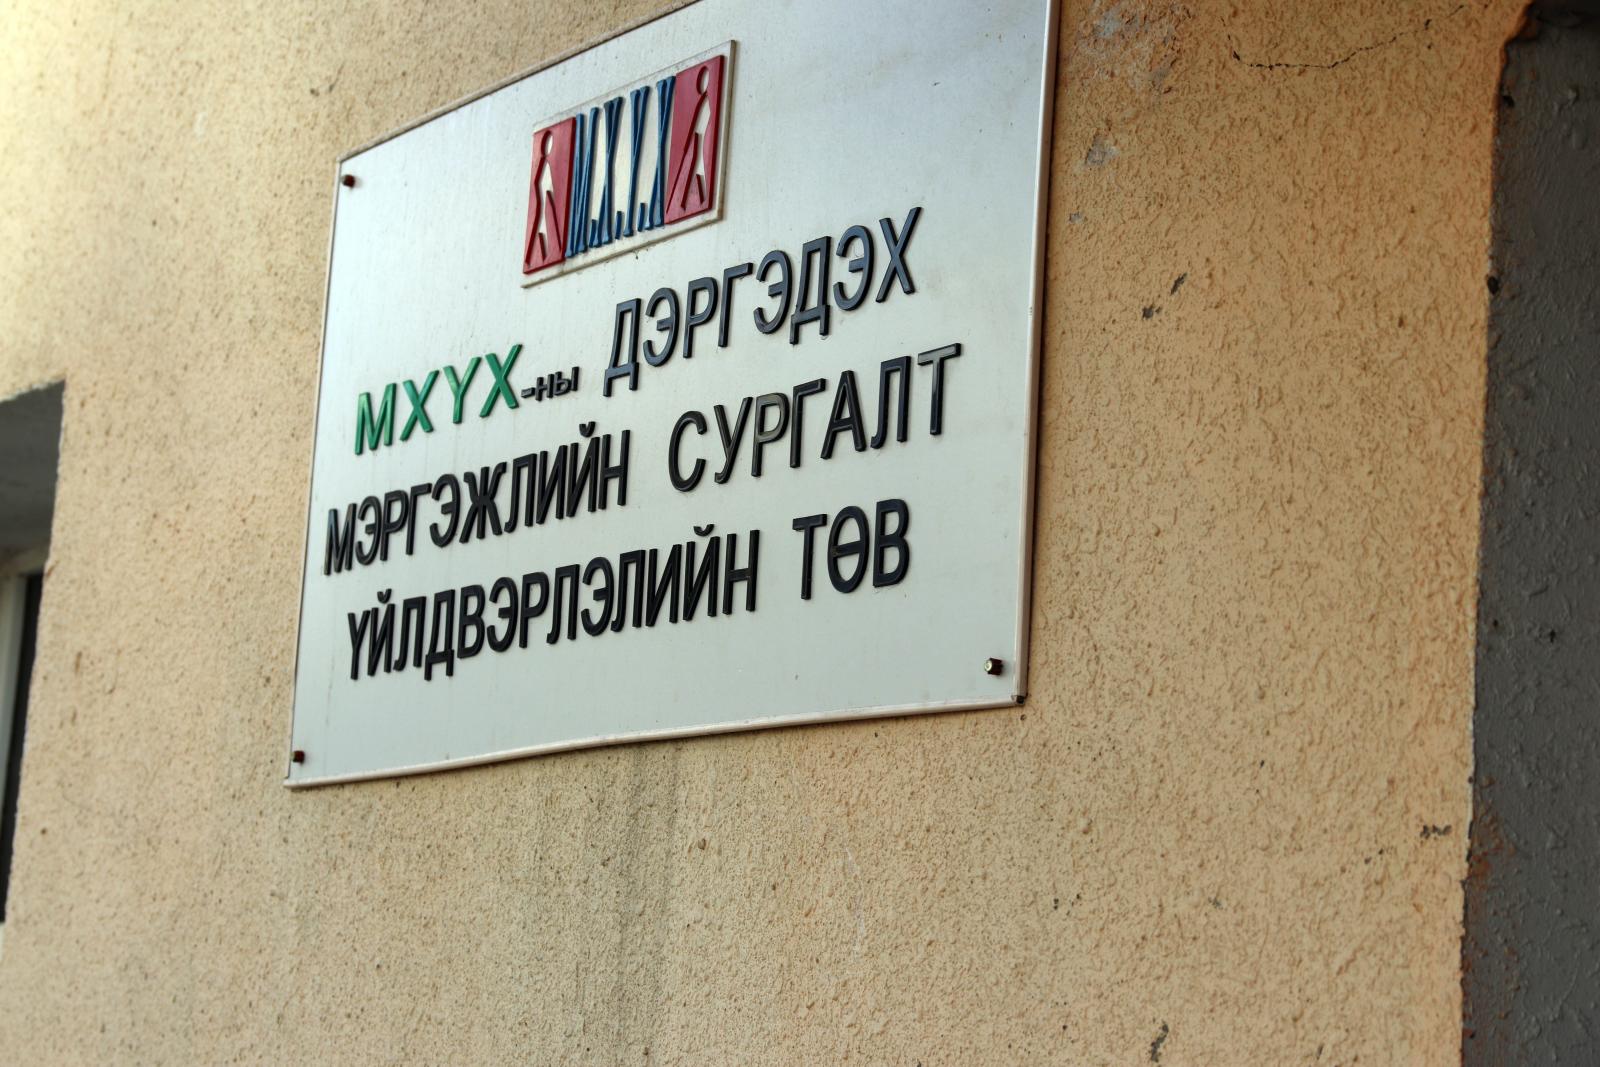 М.Х.Ү.Х
МХҮХ-ны ДЭРГЭДЭХ
МЭРГЭЖЛИЙН СУРГАЛТ
ҮЙЛДВЭРЛЭЛИЙН ТӨВ